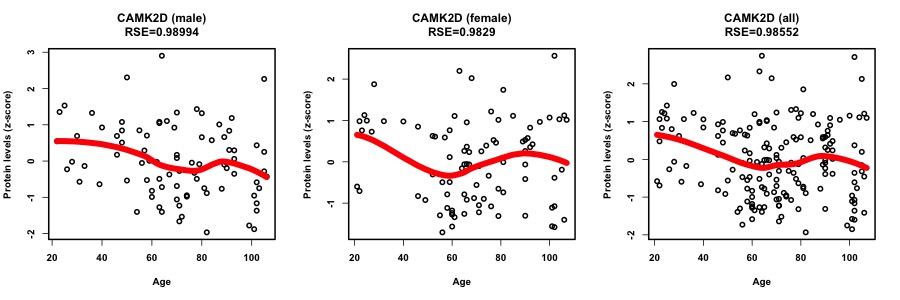 CAMK2D (male)
RSE=0.98994
Protein levels (z-score)
3
2
1
0
-1
-2
20 40 60 80 100
Age
CAMK2D (female)
RSE=0.9829
Protein levels (z-score)
2
1
0
-1
20 40 60 80 100
Age
CAMK2D (all)
RSE=0.98552
Protein levels (z-score)
2
1
0
-1
-2
20 40 60 80 100
Age